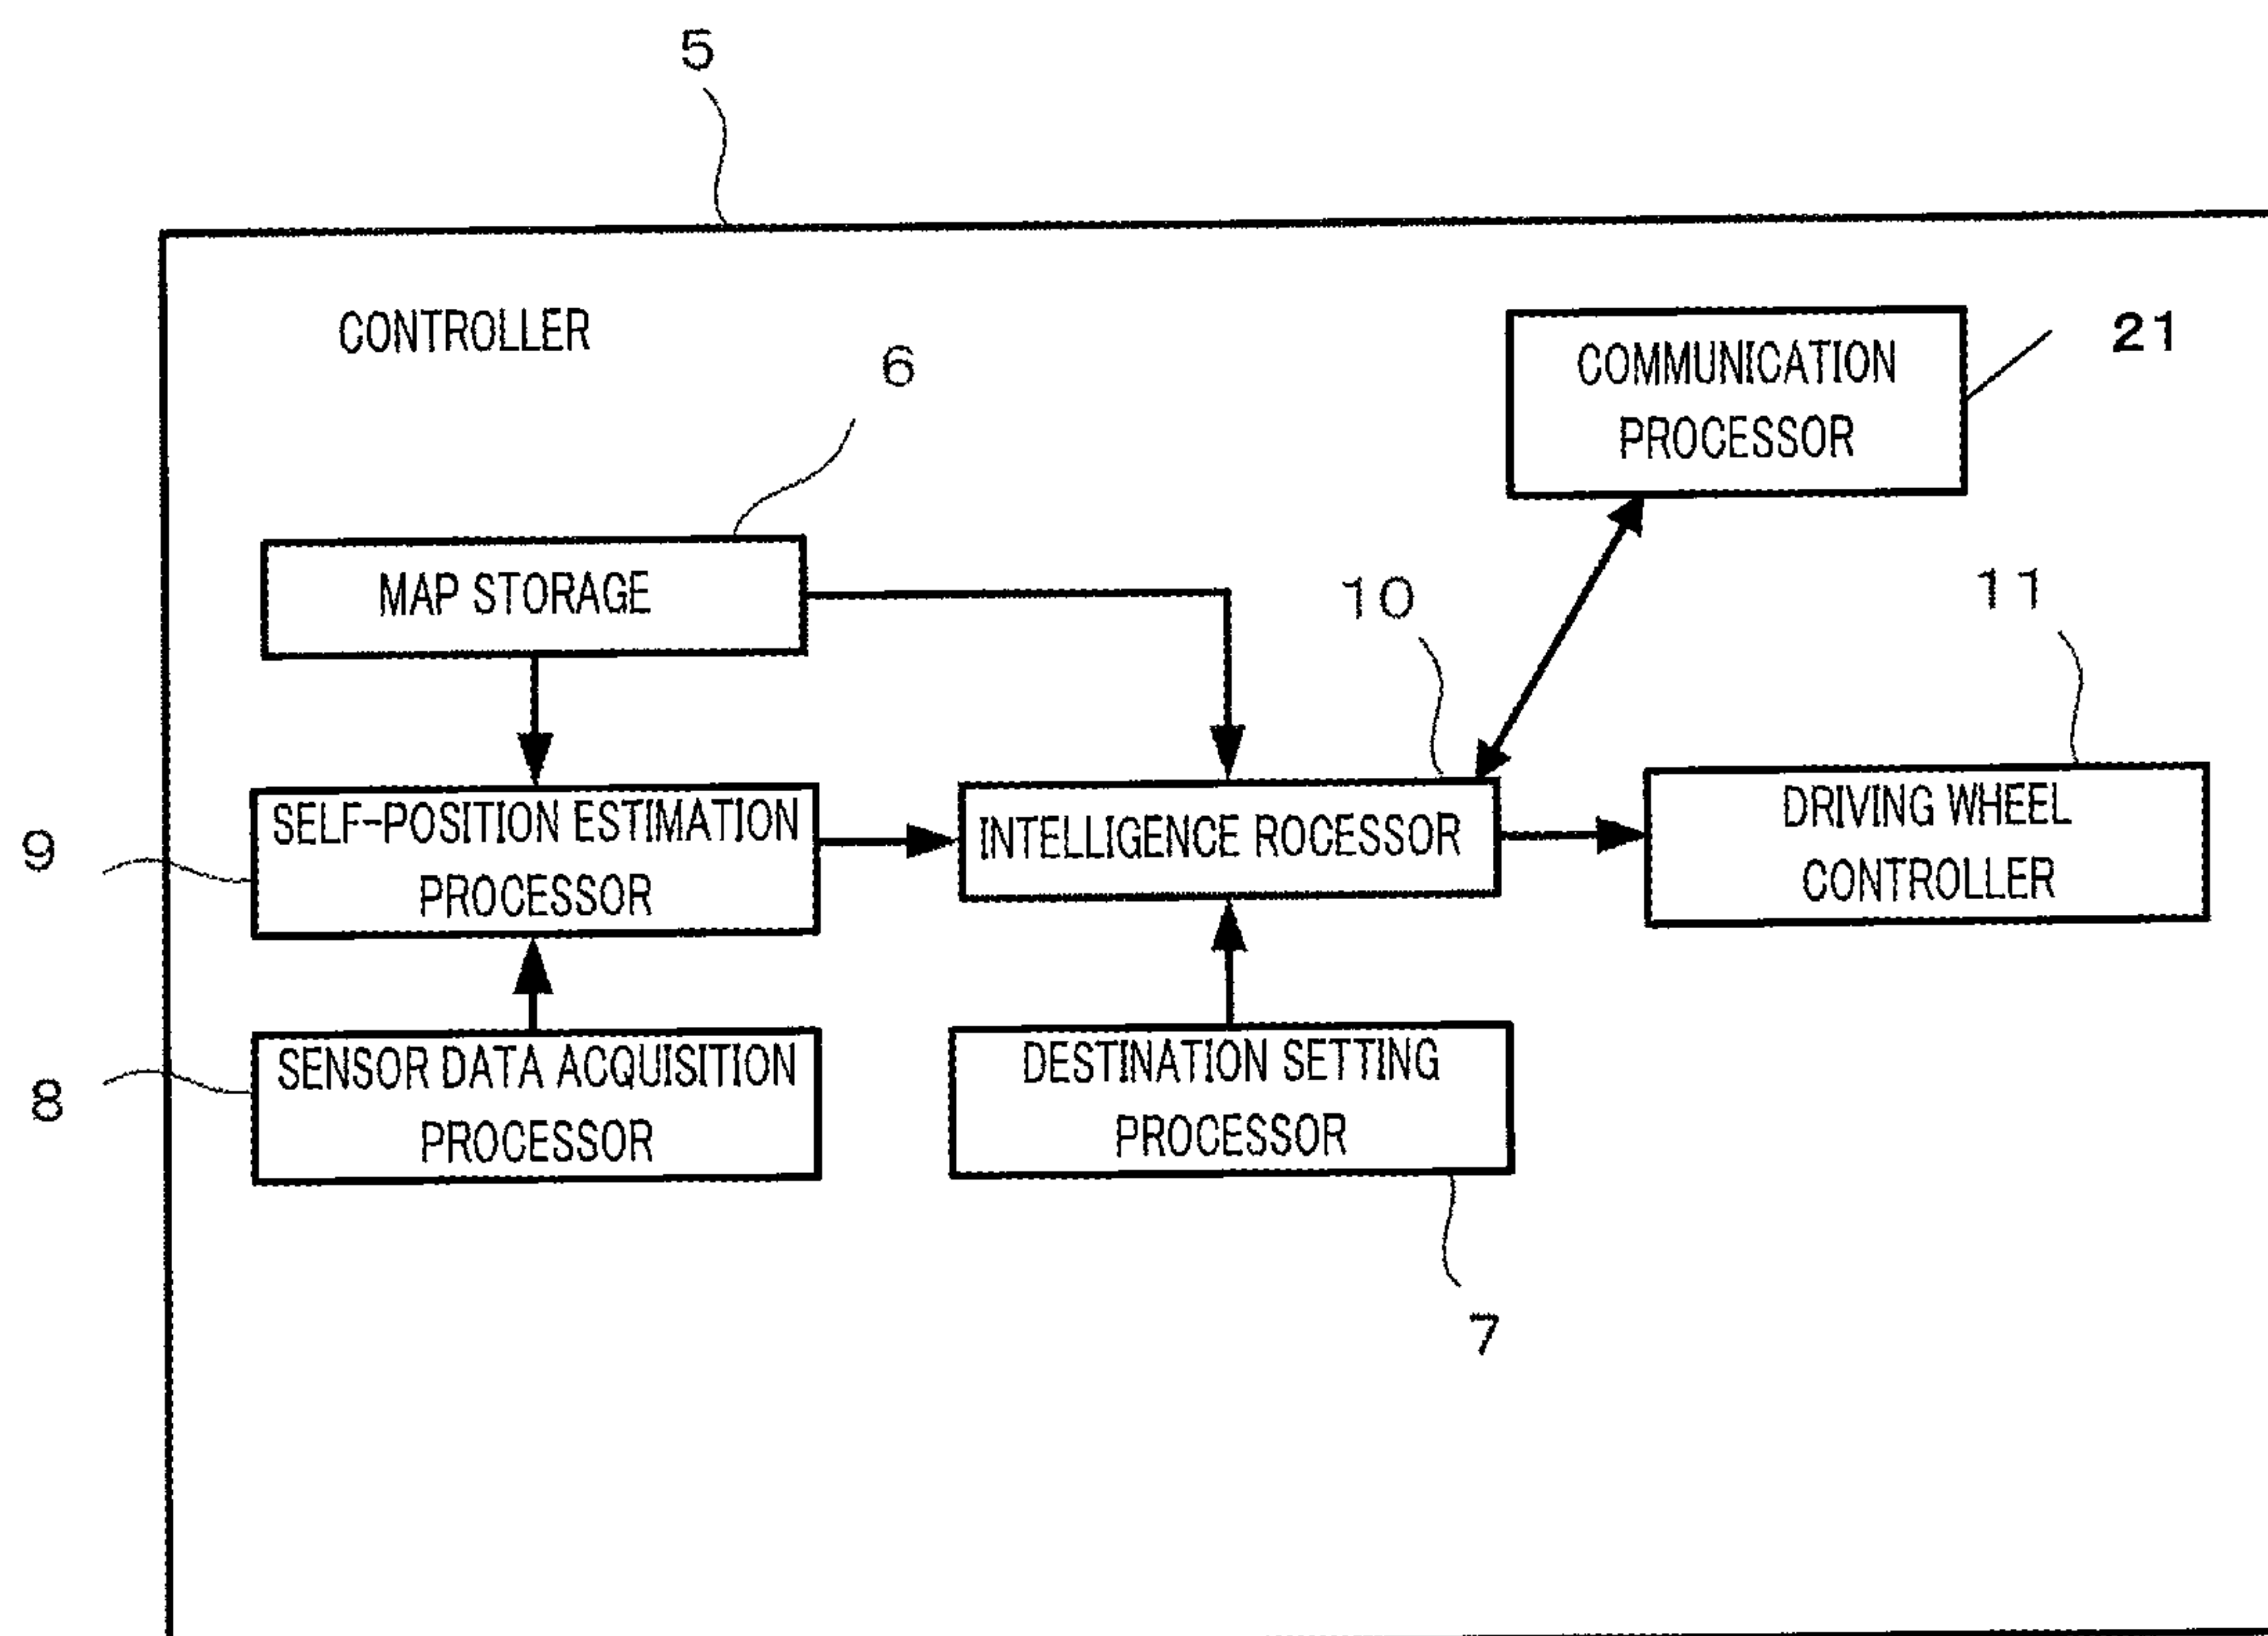 5
CONTROLLER
6
COMMUNICATION
PROCESSOR
21
MAP STORAGE
10
11
9
SELF-POSITION ESTIMATION
PROCESSOR
INTELLIGENCE ROCESSOR
DRIVING WHEEL
CONTROLLER
8
SENSOR DATA ACQUISITION
PROCESSOR
DESTINATION SETTING
PROCESSOR
7